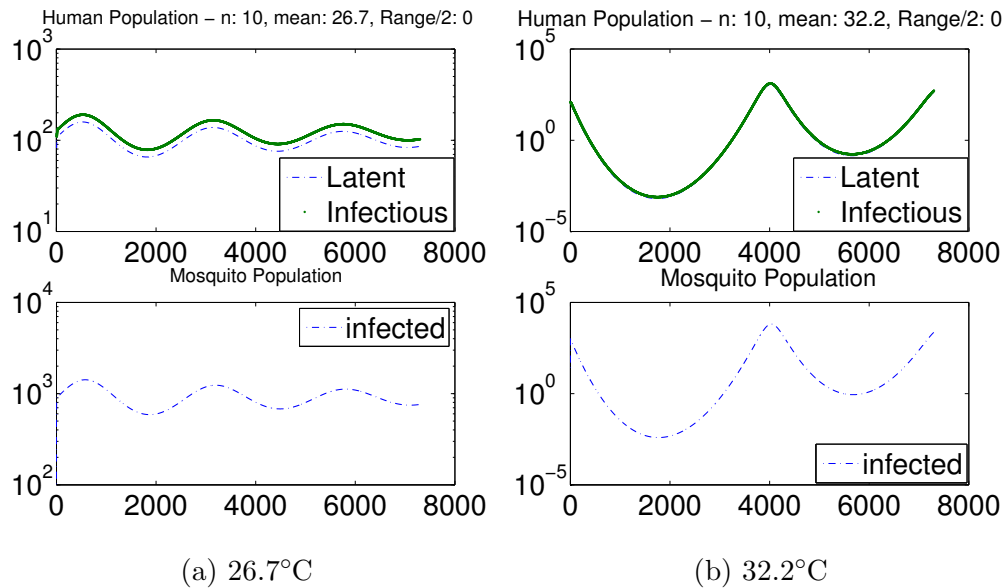 Human Population – n: 10, mean: 26.7, Range/2: 0
10^3
10^2
10^1
0 2000 4000 6000 8000
Latent
Infectious
Mosquito Population
10^4
10^3
10^2
0 2000 4000 6000 8000
infected
(a) 26.7°C
Human Population – n: 10, mean: 32.2, Range/2: 0
10^5
10^0
10^−5
0 2000 4000 6000 8000
Latent
Infectious
Mosquito Population
10^5
10^0
10^−5
0 2000 4000 6000 8000
infected
(b) 32.2°C